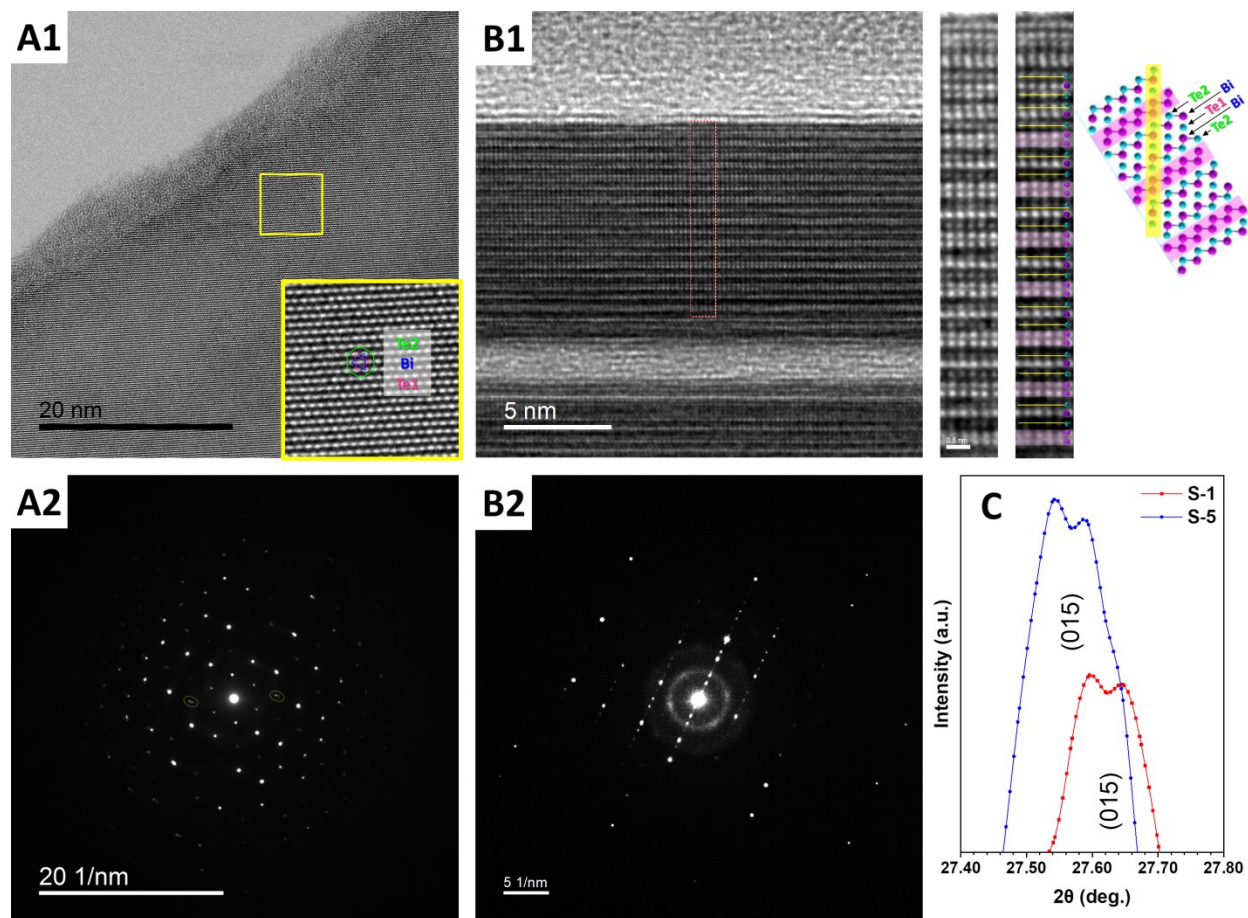 A1
20 nm
Te2
Bi
Te1
B1
5 nm
0.5 nm
Te2
Bi
Te1
Bi
Te2
A2
20 1/nm
B2
5 1/nm
C
S-1
S-5
(015)
(015)
Intensity (a.u.)
27.40 27.50 27.60 27.70 27.80
2θ (deg.)